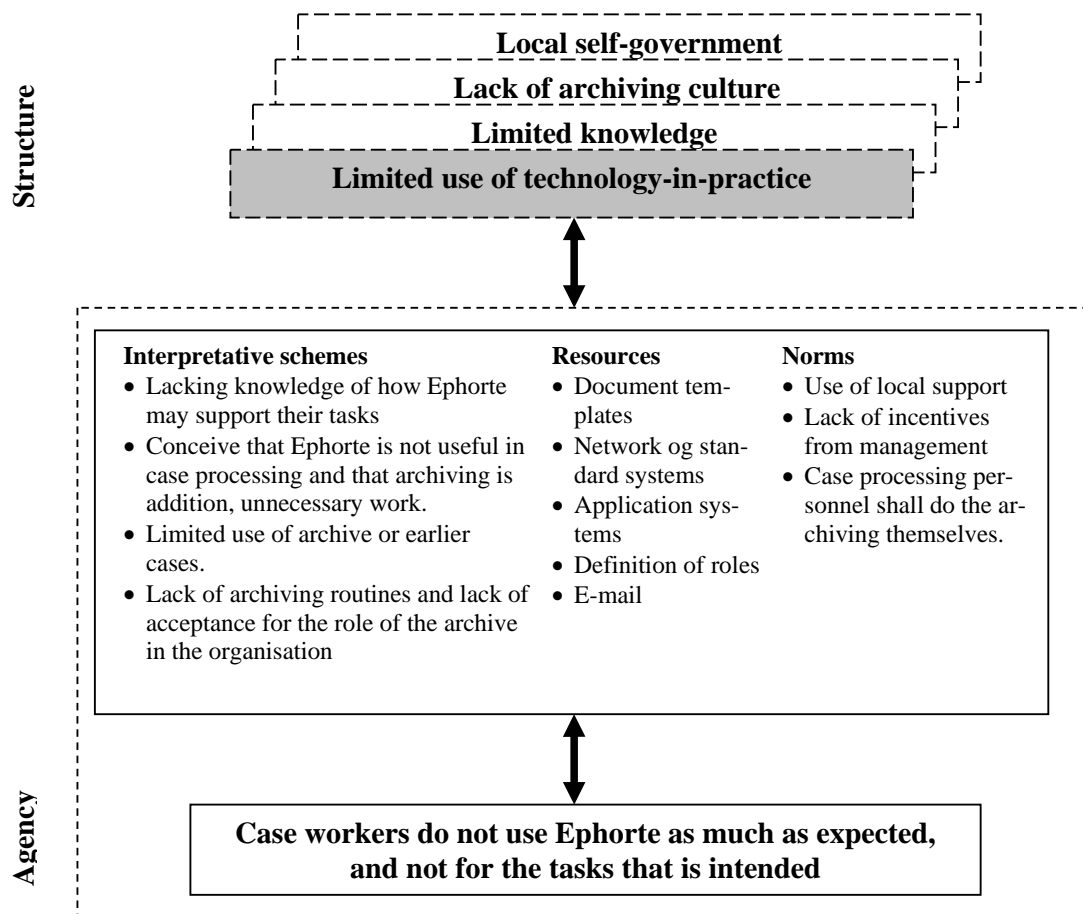 Structure
Local self-government
Lack of archiving culture
Limited knowledge
Limited use of technology-in-practice
Interpretative schemes
• Lacking knowledge of how Ephorte
may support their tasks
• Conceive that Ephorte is not useful in
case processing and that archiving is
addition, unnecessary work.
• Limited use of archive or earlier
cases.
• Lack of archiving routines and lack of
acceptance for the role of the archive
in the organisation
Resources
• Document tem-
plates
• Network og stan-
dard systems
• Application sys-
tems
• Definition of roles
• E-mail
Norms
• Use of local support
• Lack of incentives
from management
• Case processing per-
sonnel shall do the ar-
chiving themselves.
Agency
Case workers do not use Ephorte as much as expected,
and not for the tasks that is intended